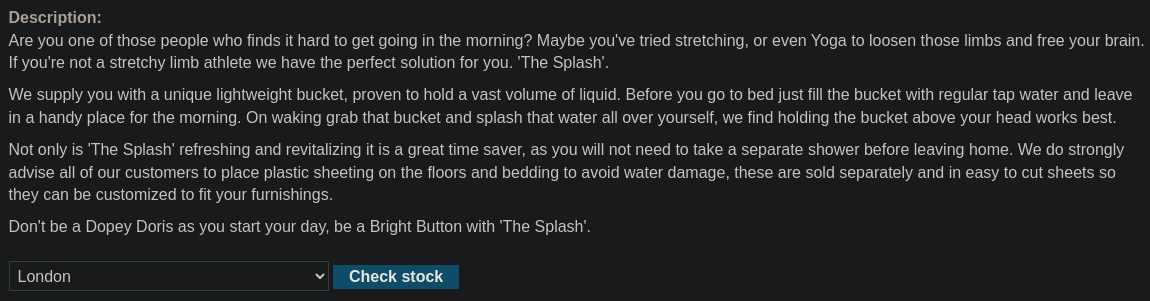 Description:
Are you one of those people who finds it hard to get going in the morning? Maybe you've tried stretching, or even Yoga to loosen those limbs and free your brain.
If you're not a stretchy limb athlete we have the perfect solution for you. 'The Splash'.
We supply you with a unique lightweight bucket, proven to hold a vast volume of liquid. Before you go to bed just fill the bucket with regular tap water and leave
in a handy place for the morning. On waking grab that bucket and splash that water all over yourself, we find holding the bucket above your head works best.
Not only is 'The Splash' refreshing and revitalizing it is a great time saver, as you will not need to take a separate shower before leaving home. We do strongly
advise all of our customers to place plastic sheeting on the floors and bedding to avoid water damage, these are sold separately and in easy to cut sheets so
they can be customized to fit your furnishings.
Don't be a Dopey Doris as you start your day, be a Bright Button with 'The Splash'.
London
Check stock